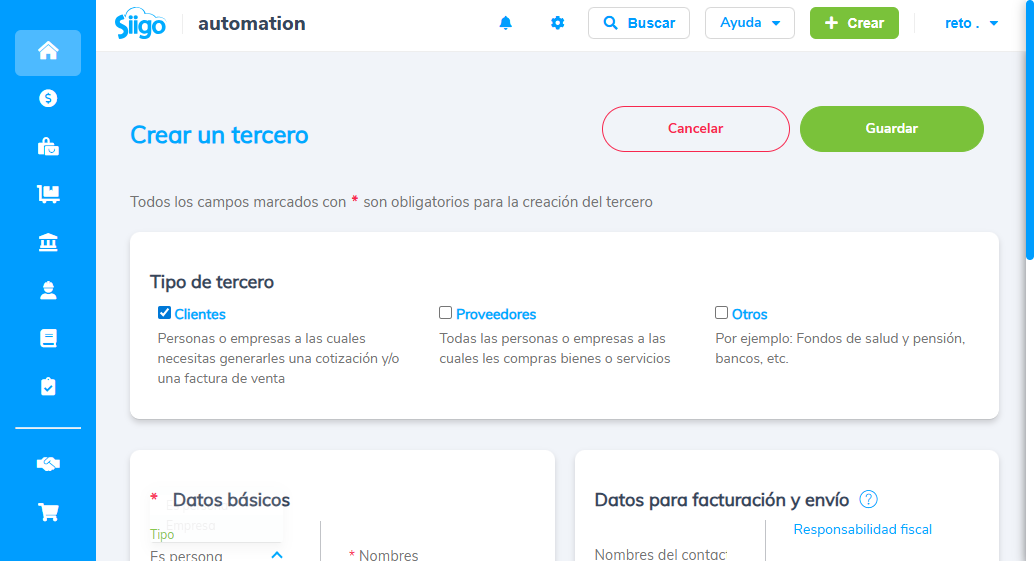 Siigo
automation
Buscar
Ayuda
Crear
reto .
Crear un tercero
Cancelar
Guardar
Todos los campos marcados con * son obligatorios para la creación del tercero
Tipo de tercero
Clientes
Personas o empresas a las cuales
necesitas generarles una cotización y/o
una factura de venta
Proveedores
Todas las personas o empresas a las
cuales les compras bienes o servicios
Otros
Por ejemplo: Fondos de salud y pensión,
bancos, etc.
* Datos básicos
Empresa
Tipo
Es persona
* Nombres
Datos para facturación y envío ?
Responsabilidad fiscal
Nombres del contac